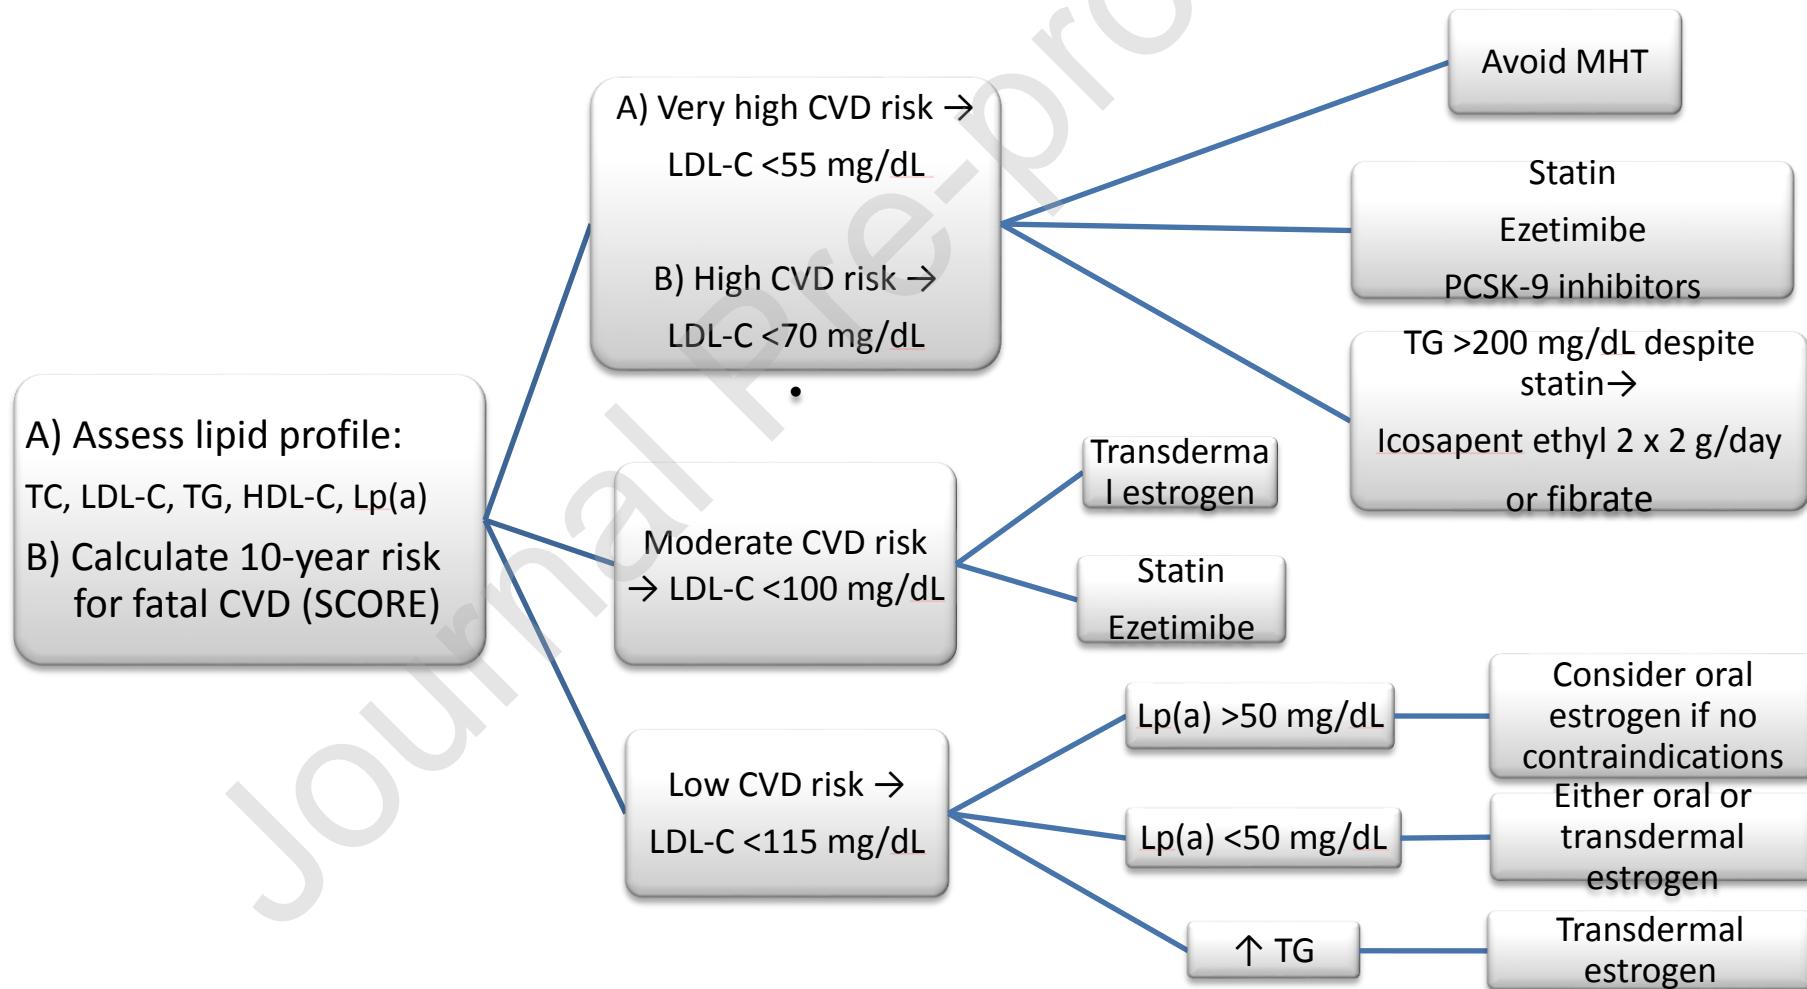 A) Assess lipid profile:
TC, LDL-C, TG, HDL-C, Lp(a)
B) Calculate 10-year risk
for fatal CVD (SCORE)
A) Very high CVD risk →
LDL-C <55 mg/dL
B) High CVD risk →
LDL-C <70 mg/dL
•
Avoid MHT
Statin
Ezetimibe
PCSK-9 inhibitors
TG >200 mg/dL despite
statin→
Icosapent ethyl 2 x 2 g/day
or fibrate
Moderate CVD risk
→ LDL-C <100 mg/dL
Transderma
l estrogen
Statin
Ezetimibe
Low CVD risk →
LDL-C <115 mg/dL
Lp(a) >50 mg/dL
Consider oral
estrogen if no
contraindications
Lp(a) <50 mg/dL
Either oral or
transdermal
estrogen
↑ TG
Transdermal
estrogen
Journal Pre-pro